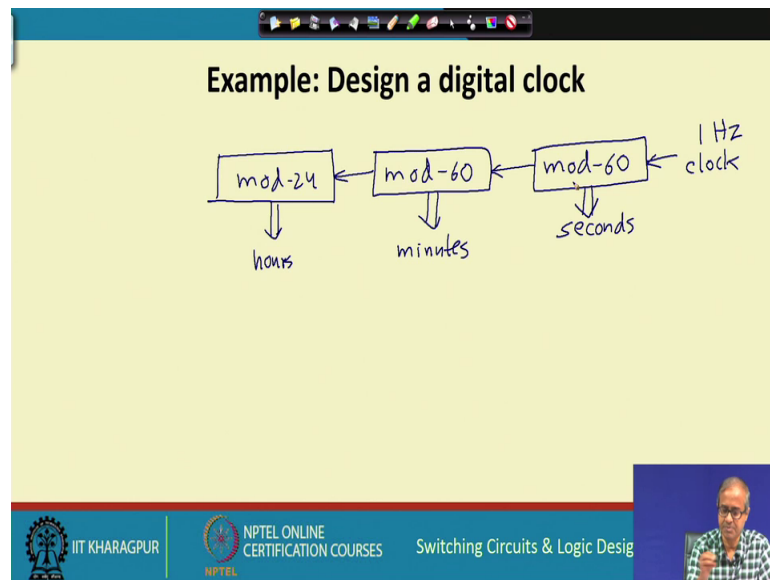 Example: Design a digital clock
1 Hz
clock
mod-24
mod-60
mod-60
hours
minutes
seconds
IIT KHARAGPUR
NPTEL
NPTEL ONLINE
CERTIFICATION COURSES
Switching Circuits & Logic Desig